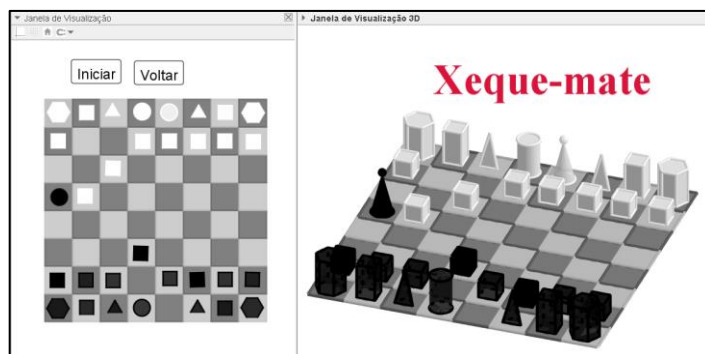 Janela de Visualização
Janela de Visualização 3D
C:
Iniciar
Voltar
Xeque-mate